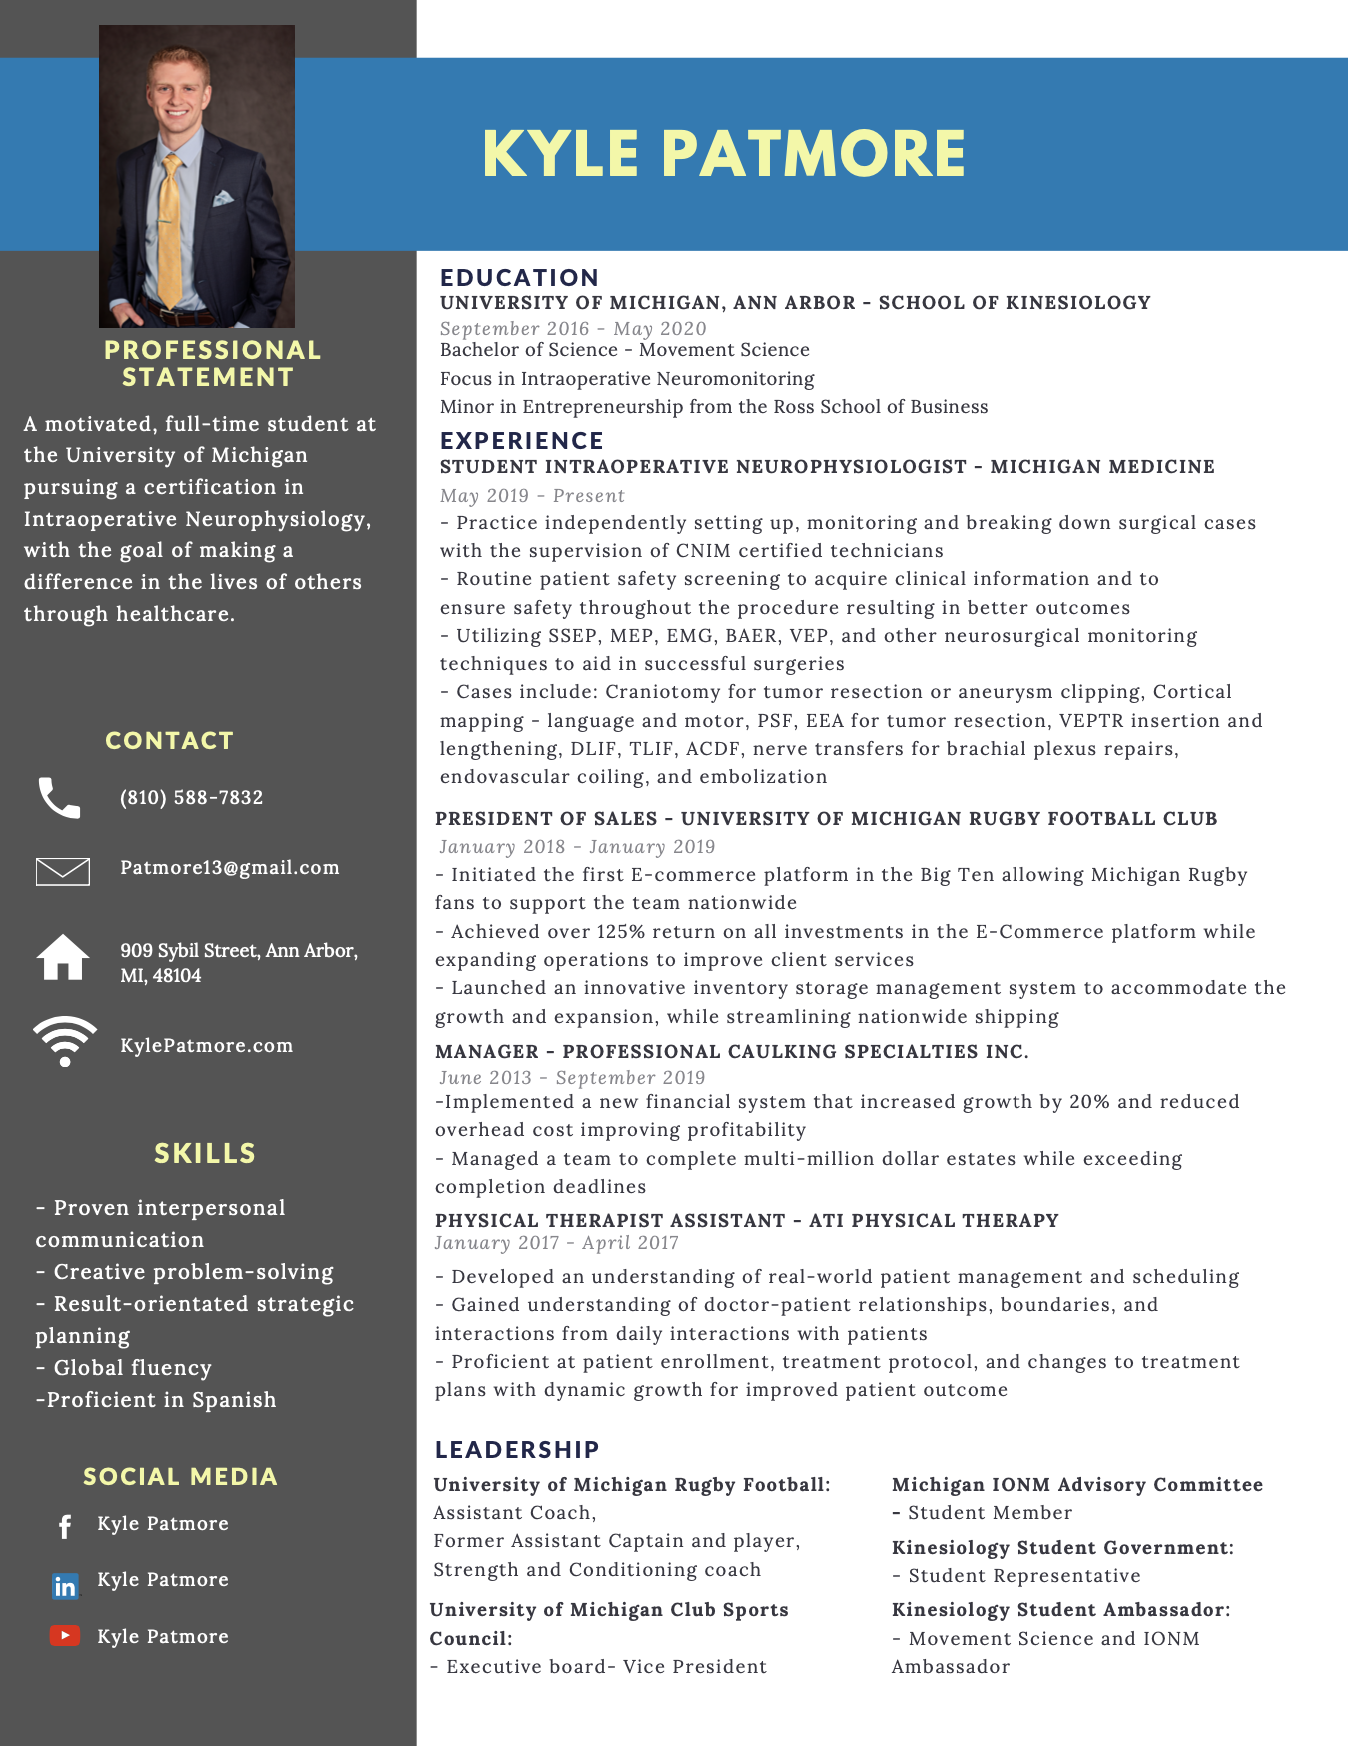 KYLE PATMORE
PROFESSIONAL
STATEMENT
A motivated, full-time student at
the University of Michigan
pursuing a certification in
Intraoperative Neurophysiology,
with the goal of making a
difference in the lives of others
through healthcare.
CONTACT
(810) 588-7832
Patmore13@gmail.com
909 Sybil Street, Ann Arbor,
MI, 48104
KylePatmore.com
SKILLS
- Proven interpersonal
communication
- Creative problem-solving
- Result-orientated strategic
planning
- Global fluency
-Proficient in Spanish
SOCIAL MEDIA
f Kyle Patmore
in Kyle Patmore
Kyle Patmore
EDUCATION
UNIVERSITY OF MICHIGAN, ANN ARBOR - SCHOOL OF KINESIOLOGY
September 2016 - May 2020
Bachelor of Science - Movement Science
Focus in Intraoperative Neuromonitoring
Minor in Entrepreneurship from the Ross School of Business
EXPERIENCE
STUDENT INTRAOPERATIVE NEUROPHYSIOLOGIST - MICHIGAN MEDICINE
May 2019 - Present
- Practice independently setting up, monitoring and breaking down surgical cases
with the supervision of CNIM certified technicians
- Routine patient safety screening to acquire clinical information and to
ensure safety throughout the procedure resulting in better outcomes
- Utilizing SSEP, MEP, EMG, BAER, VEP, and other neurosurgical monitoring
techniques to aid in successful surgeries
- Cases include: Craniotomy for tumor resection or aneurysm clipping, Cortical
mapping - language and motor, PSF, EEA for tumor resection, VEPTR insertion and
lengthening, DLIF, TLIF, ACDF, nerve transfers for brachial plexus repairs,
endovascular coiling, and embolization
PRESIDENT OF SALES - UNIVERSITY OF MICHIGAN RUGBY FOOTBALL CLUB
January 2018 - January 2019
- Initiated the first E-commerce platform in the Big Ten allowing Michigan Rugby
fans to support the team nationwide
- Achieved over 125% return on all investments in the E-Commerce platform while
expanding operations to improve client services
- Launched an innovative inventory storage management system to accommodate the
growth and expansion, while streamlining nationwide shipping
MANAGER - PROFESSIONAL CAULKING SPECIALTIES INC.
June 2013 - September 2019
-Implemented a new financial system that increased growth by 20% and reduced
overhead cost improving profitability
- Managed a team to complete multi-million dollar estates while exceeding
completion deadlines
PHYSICAL THERAPIST ASSISTANT - ATI PHYSICAL THERAPY
January 2017 - April 2017
- Developed an understanding of real-world patient management and scheduling
- Gained understanding of doctor-patient relationships, boundaries, and
interactions from daily interactions with patients
- Proficient at patient enrollment, treatment protocol, and changes to treatment
plans with dynamic growth for improved patient outcome
LEADERSHIP
University of Michigan Rugby Football:
Assistant Coach,
Former Assistant Captain and player,
Strength and Conditioning coach
University of Michigan Club Sports
Council:
- Executive board- Vice President
Michigan IONM Advisory Committee
- Student Member
Kinesiology Student Government:
- Student Representative
Kinesiology Student Ambassador:
- Movement Science and IONM
Ambassador